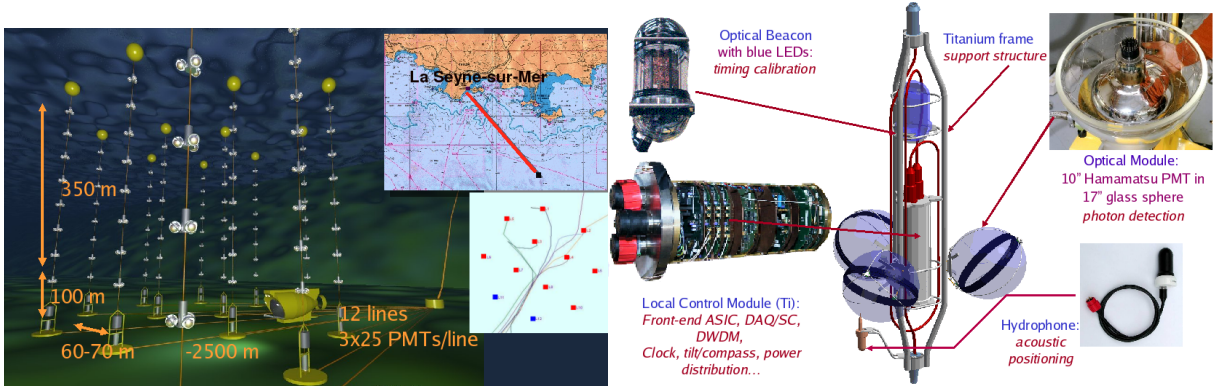 La Seyne-sur-Mer
350 m
100 m
60-70 m
-2500 m
12 lines
3x25 PMTs/line
Optical Beacon
with blue LEDs:
timing calibration
Titanium frame
support structure
Optical Module:
10” Hamamatsu PMT in
17” glass sphere
photon detection
Local Control Module (Ti):
Front-end ASIC, DAQ/SC,
DWDM,
Clock, tilt/compass, power
distribution...
Hydrophone:
acoustic
positioning